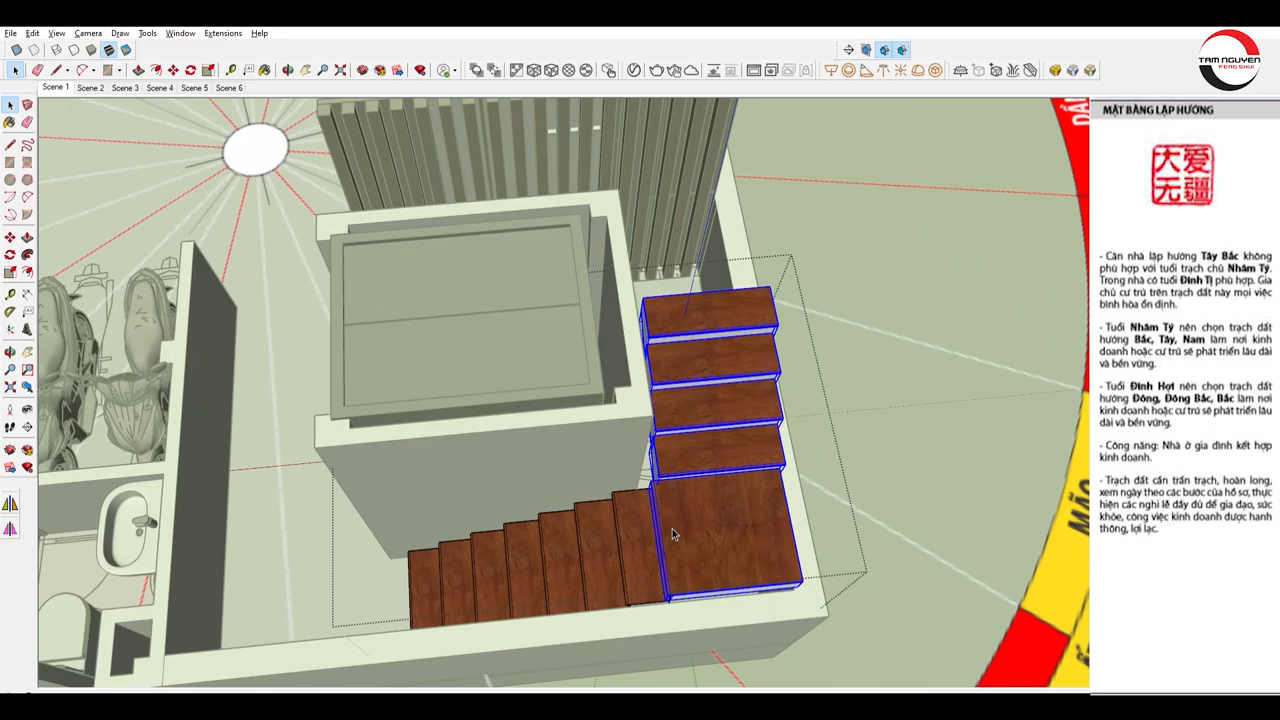 File Edit View Camera Draw Tools Window Extensions Help
TAM NGUYEN
FENG SHUI
Scene 1 Scene 2 Scene 3 Scene 4 Scene 5 Scene 6
MẶT BẰNG LẬP HƯỚNG
大爱
无疆
- Căn nhà lập hướng Tây Bắc không
phù hợp với tuổi trạch chủ Nhâm Tý.
Trong nhà có tuổi Đinh Tị phù hợp. Gia
chủ cư trú trên trạch đất này mọi việc
bình hòa ổn định.
- Tuổi Nhâm Tý nên chọn trạch đất
hướng Bắc, Tây, Nam làm nơi kinh
doanh hoặc cư trú sẽ phát triển lâu dài
và bền vững.
- Tuổi Đinh Hợi nên chọn trạch đất
hướng Đông, Đông Bắc, Bắc làm nơi
kinh doanh hoặc cư trú sẽ phát triển lâu
dài và bền vững.
- Công năng: Nhà ở gia đình kết hợp
kinh doanh.
- Trạch đất cần trấn trạch, hoàn long,
xem ngày theo các bước của hồ sơ, thực
hiện các nghi lễ đầy đủ để gia đạo, sức
khỏe, công việc kinh doanh được hanh
thông, lợi lạc.
MÃO